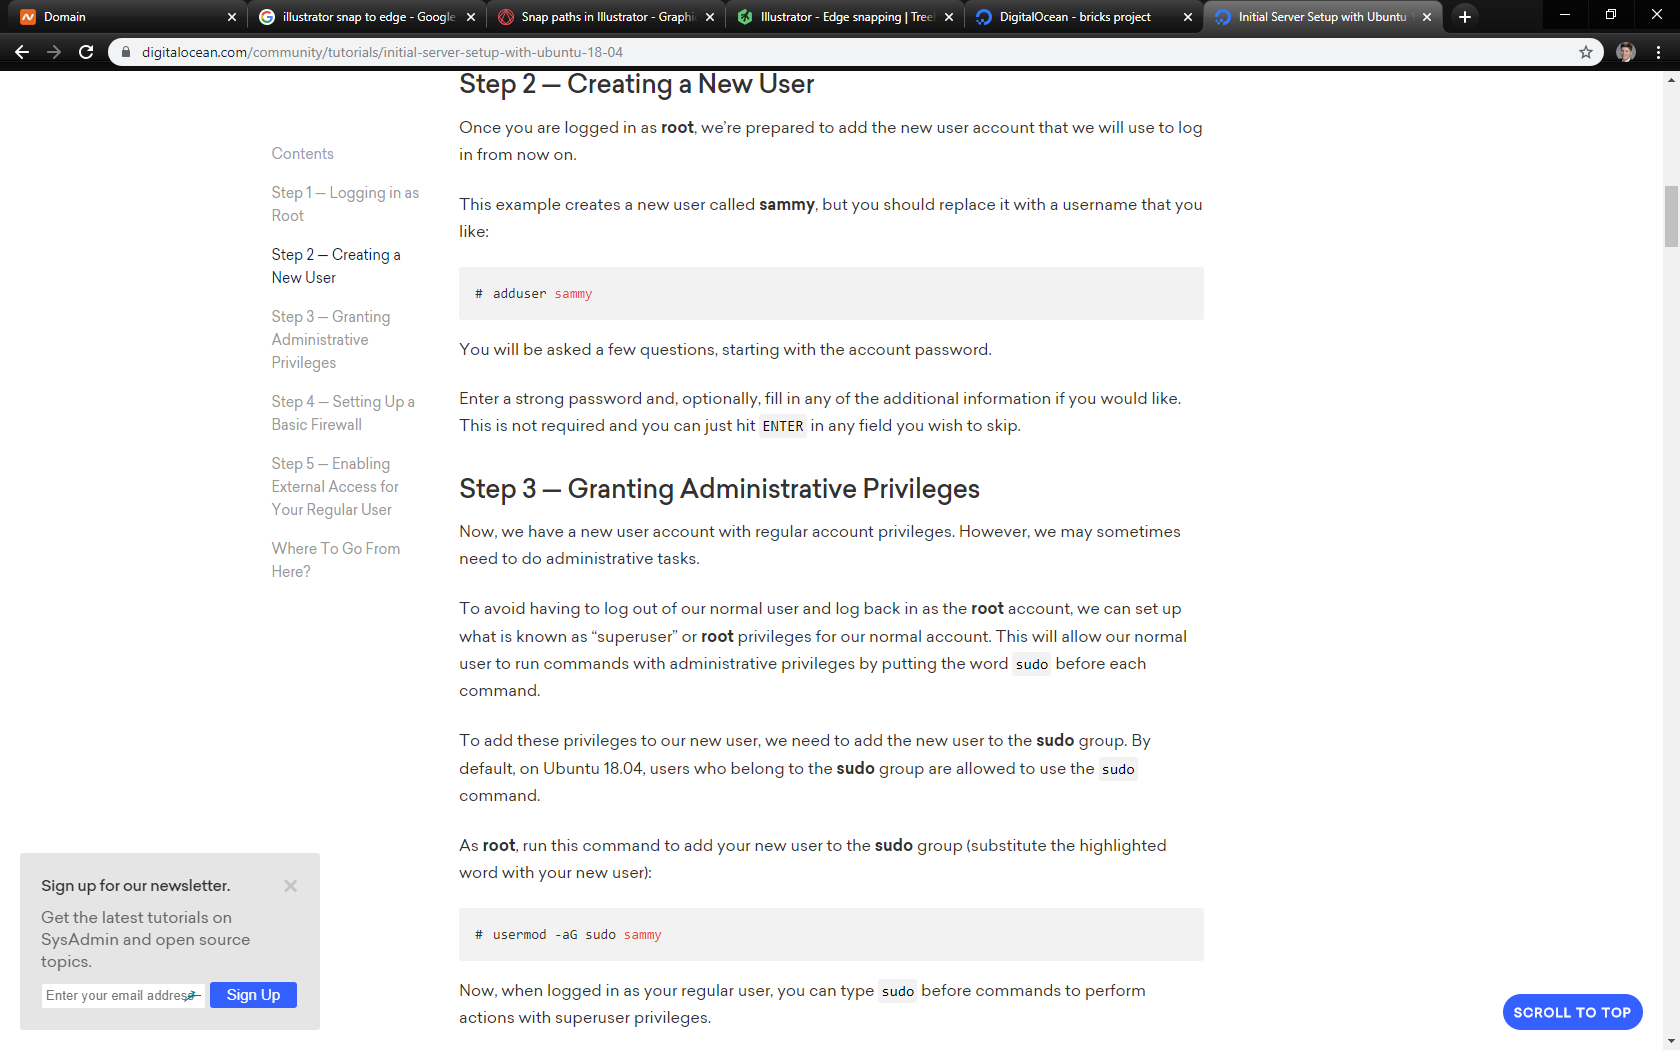 Domain
illustrator snap to edge - Google
Snap paths in Illustrator - Graphi
Illustrator - Edge snapping | Tree
DigitalOcean - bricks project
Initial Server Setup with Ubuntu
digitalocean.com/community/tutorials/initial-server-setup-with-ubuntu-18-04
Contents
Step 1 — Logging in as
Root
Step 2 — Creating a
New User
Step 3 — Granting
Administrative
Privileges
Step 4 — Setting Up a
Basic Firewall
Step 5 — Enabling
External Access for
Your Regular User
Where To Go From
Here?
Step 2 — Creating a New User
Once you are logged in as root, we’re prepared to add the new user account that we will use to log
in from now on.
This example creates a new user called sammy, but you should replace it with a username that you
like:
# adduser sammy
You will be asked a few questions, starting with the account password.
Enter a strong password and, optionally, fill in any of the additional information if you would like.
This is not required and you can just hit ENTER in any field you wish to skip.
Step 3 — Granting Administrative Privileges
Now, we have a new user account with regular account privileges. However, we may sometimes
need to do administrative tasks.
To avoid having to log out of our normal user and log back in as the root account, we can set up
what is known as “superuser” or root privileges for our normal account. This will allow our normal
user to run commands with administrative privileges by putting the word sudo before each
command.
To add these privileges to our new user, we need to add the new user to the sudo group. By
default, on Ubuntu 18.04, users who belong to the sudo group are allowed to use the sudo
command.
As root, run this command to add your new user to the sudo group (substitute the highlighted
word with your new user):
# usermod -aG sudo sammy
Now, when logged in as your regular user, you can type sudo before commands to perform
actions with superuser privileges.
Sign up for our newsletter.
Get the latest tutorials on
SysAdmin and open source
topics.
Enter your email address
Sign Up
SCROLL TO TOP